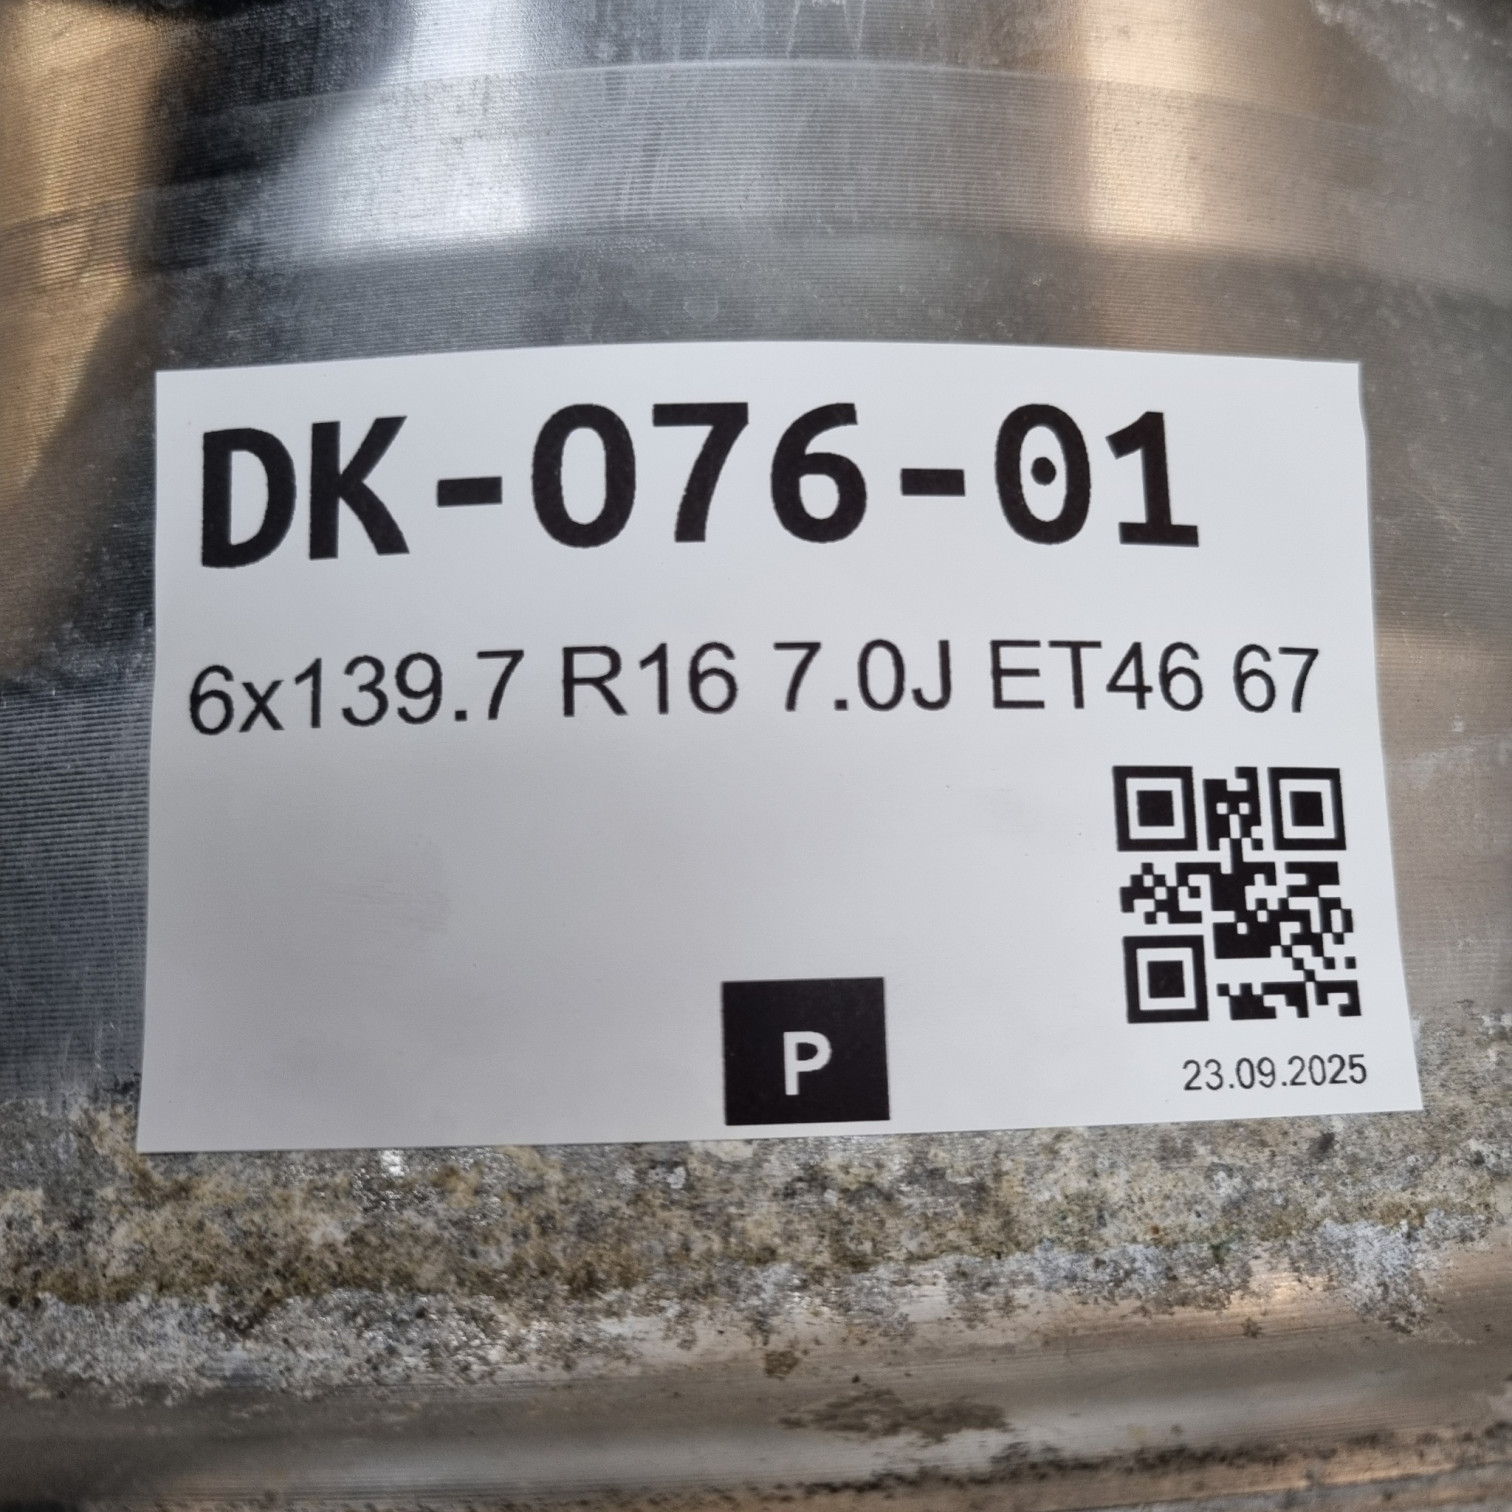 DK-076-01
6x139.7 R16 7.0J ET46 67
P
23.09.2025